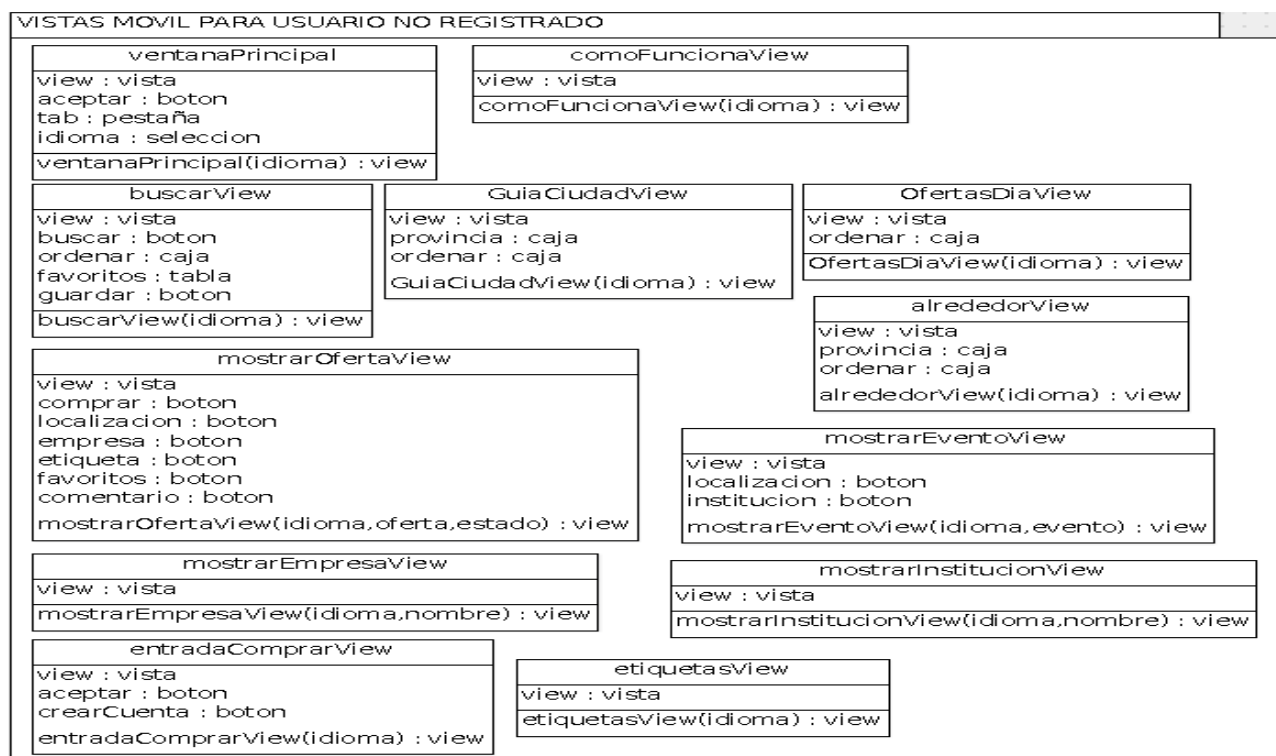 VISTAS MOVIL PARA USUARIO NO REGISTRADO
ventanaPrincipal
view : vista
aceptar : boton
tab : pestaña
idioma : seleccion
ventanaPrincipal(idioma) : view
comoFuncionaView
view : vista
comoFuncionaView(idioma) : view
buscarView
view : vista
buscar : boton
ordenar : caja
favoritos : tabla
guardar : boton
buscarView(idioma) : view
GuiaCiudadView
view : vista
provincia : caja
ordenar : caja
GuiaCiudadView(idioma) : view
OfertasDiaView
view : vista
ordenar : caja
OfertasDiaView(idioma) : view
alrededorView
view : vista
provincia : caja
ordenar : caja
alrededorView(idioma) : view
mostrarOfertaView
view : vista
comprar : boton
localizacion : boton
empresa : boton
etiqueta : boton
favoritos : boton
comentario : boton
mostrarOfertaView(idioma,oferta,estado) : view
mostrarEventoView
view : vista
localizacion : boton
institucion : boton
mostrarEventoView(idioma,evento) : view
mostrarEmpresaView
view : vista
mostrarEmpresaView(idioma,nombre) : view
mostrarInstitucionView
view : vista
mostrarInstitucionView(idioma,nombre) : view
entradaComprarView
view : vista
aceptar : boton
crearCuenta : boton
entradaComprarView(idioma) : view
etiquetasView
view : vista
etiquetasView(idioma) : view